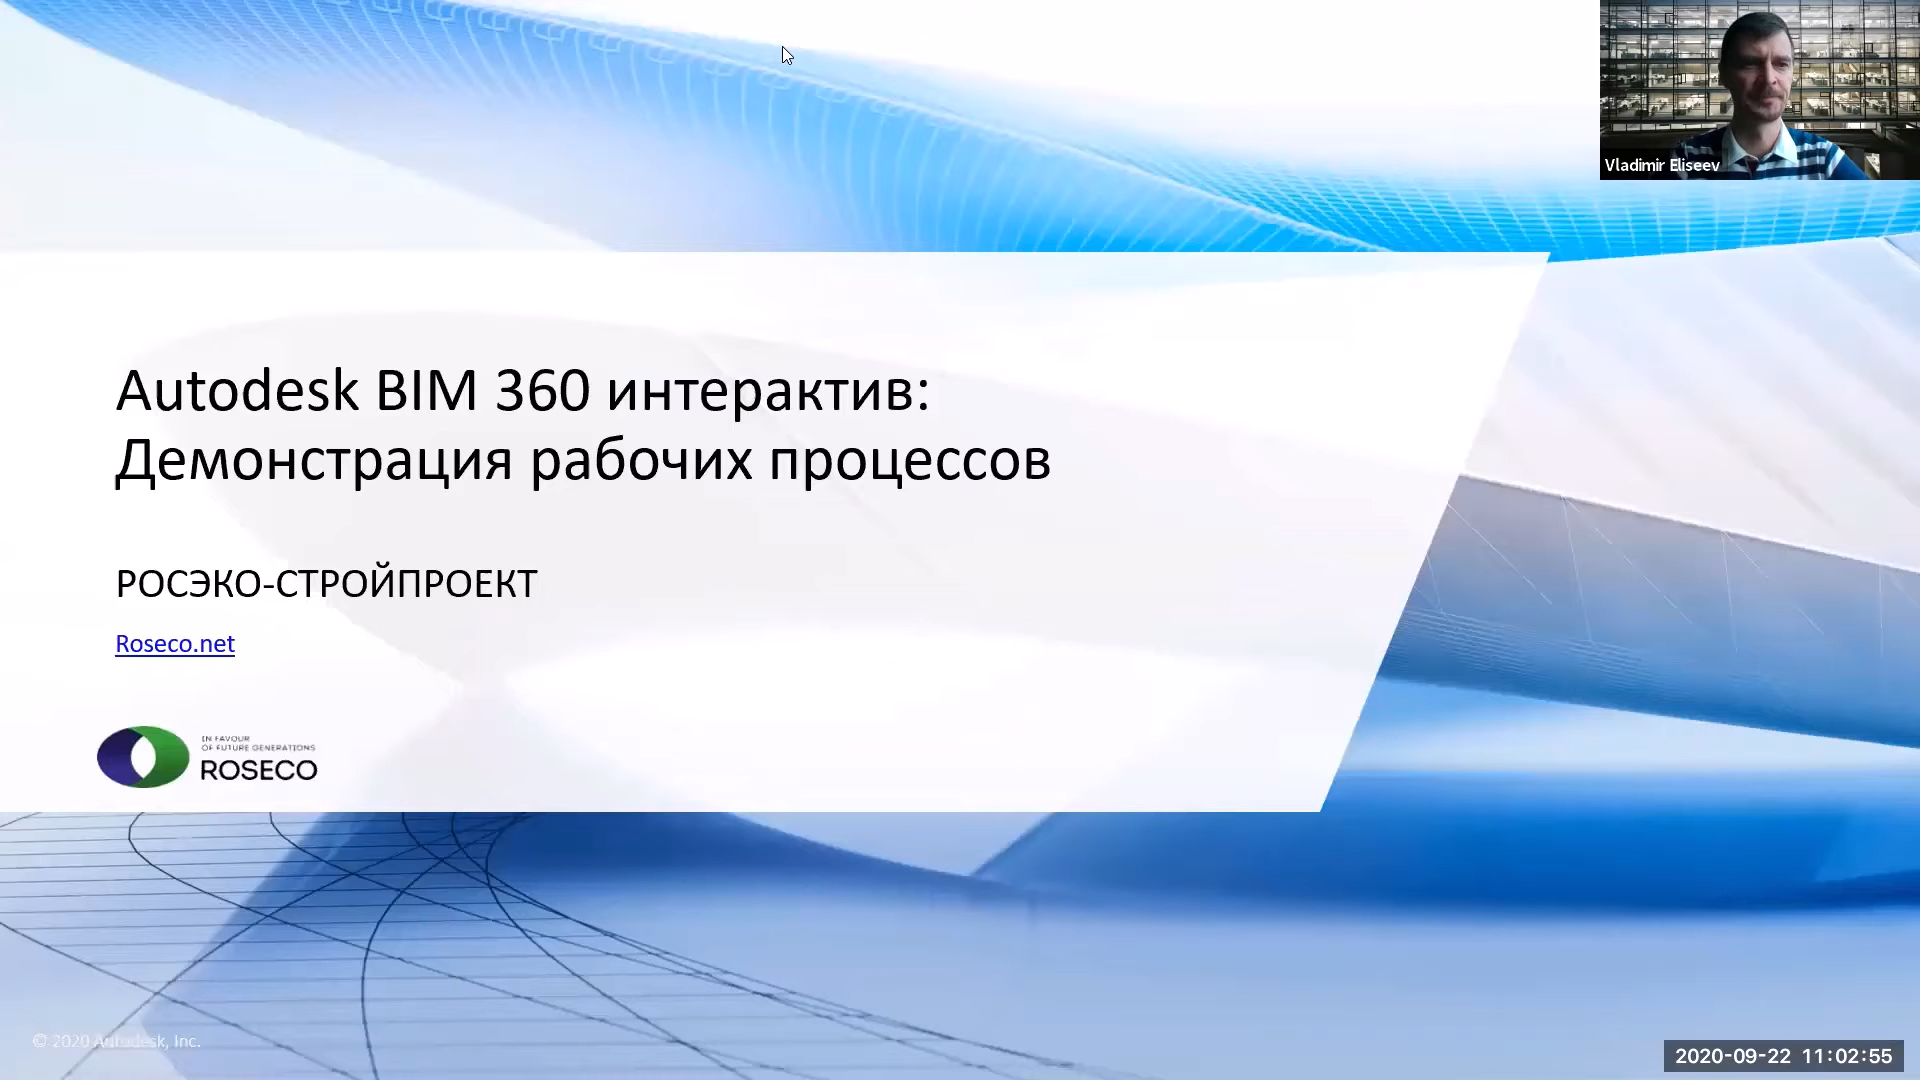 Vladimir Eliseev
Autodesk BIM 360 интерактив:
Демонстрация рабочих процессов
РОСЭКО-СТРОЙПРОЕКТ
Roseco.net
IN FAVOUR
OF FUTURE GENERATIONS
ROSECO
© 2020 Autodesk, Inc.
2020-09-22 11:02:55